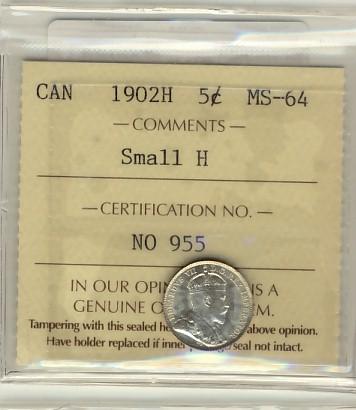 CAN 1902H 5¢ MS-64
— COMMENTS —
Small H
— CERTIFICATION NO. —
NO 955
IN OUR IS A
GENUINE
Tampering with this sealed above opinion.
Have holder replaced if inner seal not intact.